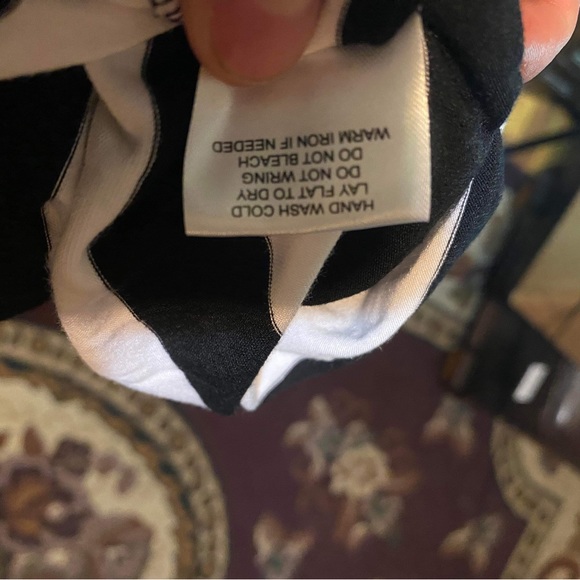 HAND WASH COLD
LAY FLAT TO DRY
DO NOT WRING
DO NOT BLEACH
WARM IRON IF NEEDED